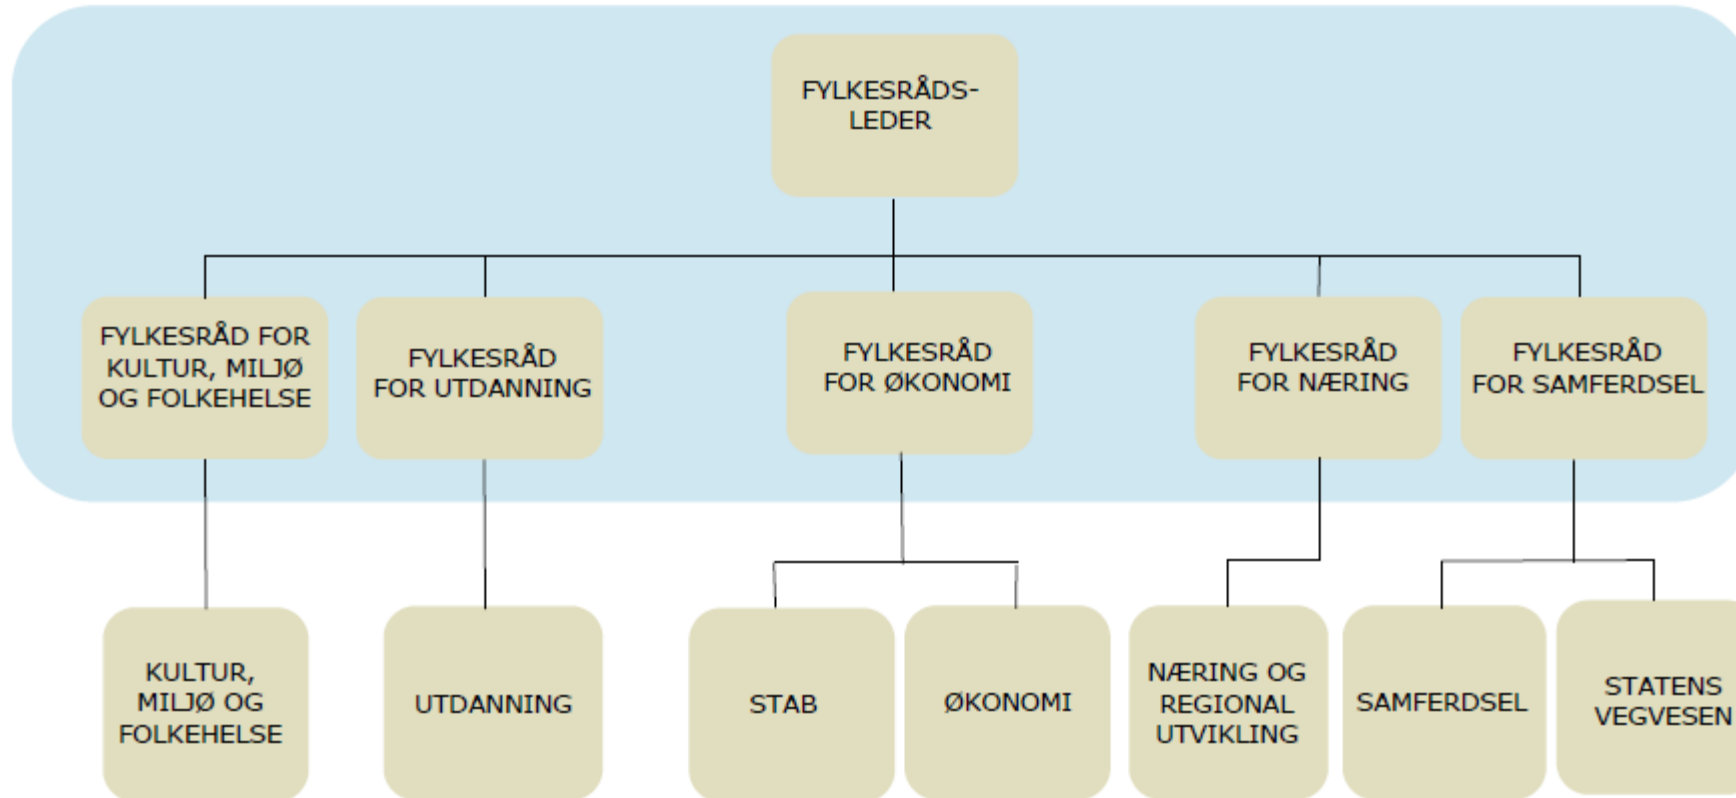 FYLKESRÅDS-
LEDER
FYLKESRÅD FOR
KULTUR, MILJØ
OG FOLKEHELSE
FYLKESRÅD
FOR UTDANNING
FYLKESRÅD
FOR ØKONOMI
FYLKESRÅD
FOR NÆRING
FYLKESRÅD
FOR SAMFERDSEL
KULTUR,
MILJØ OG
FOLKEHELSE
UTDANNING
STAB
ØKONOMI
NÆRING OG
REGIONAL
UTVIKLING
SAMFERDSEL
STATENS
VEGVESEN